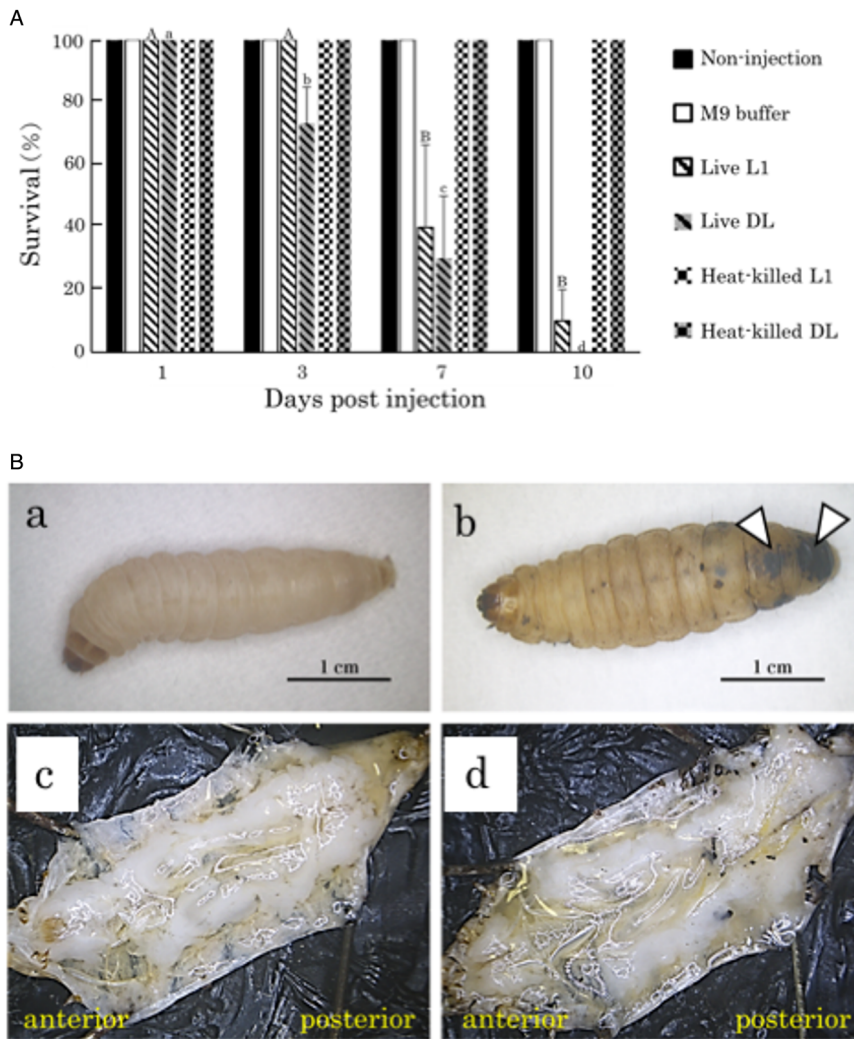 A
100
80
60
40
20
0
Survival (%)
A a
A
b
B
c
B
d
1 3 7 10
Days post injection
Non-injection
M9 buffer
Live L1
Live DL
Heat-killed L1
Heat-killed DL
B
a
1 cm
b
1 cm
c
anterior posterior
d
anterior posterior